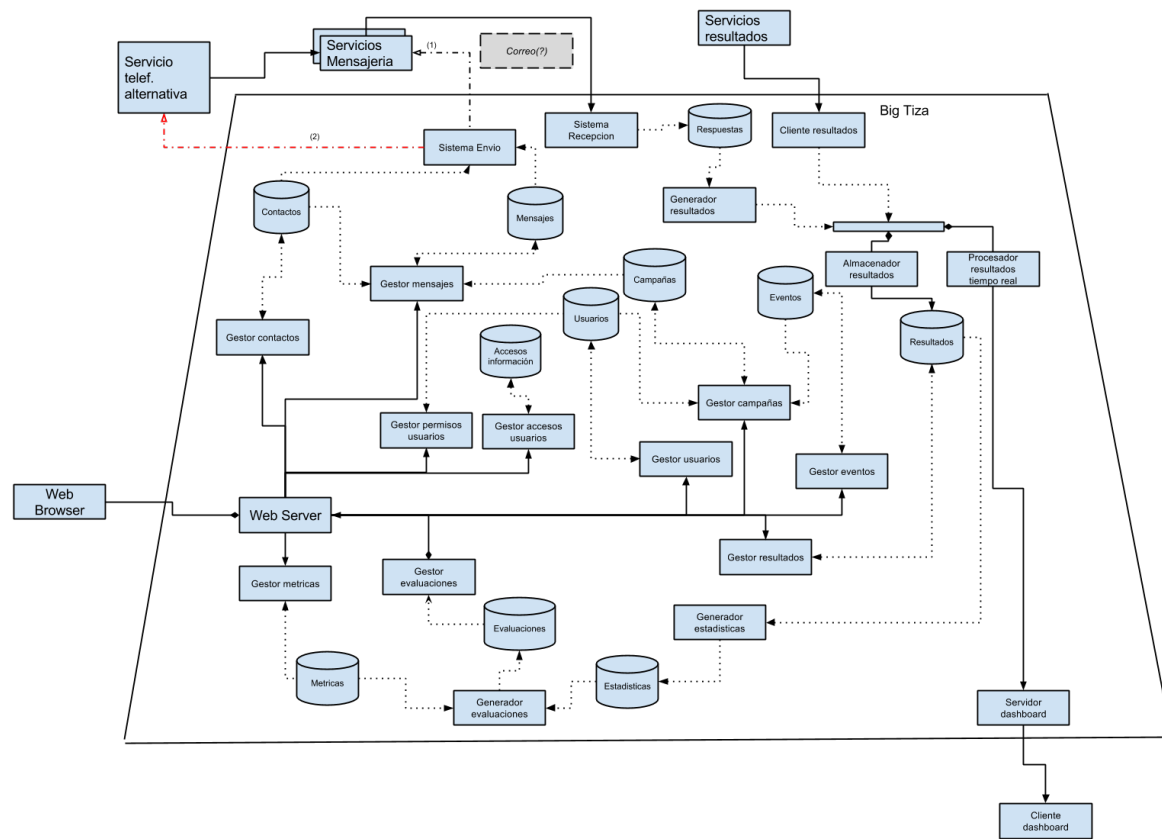 Servicios
resultados
Servicios
Mensajeria
(1)
Correo(?)
Servicio
telef.
alternativa
Big Tiza
Sistema
Recepcion
Respuestas
Cliente resultados
(2)
Sistema Envio
Generador
resultados
Contactos
Mensajes
Almacenador
resultados
Procesador
resultados
tiempo real
Gestor mensajes
Campañas
Eventos
Usuarios
Gestor contactos
Accesos
información
Resultados
Gestor campañas
Gestor permisos
usuarios
Gestor accesos
usuarios
Gestor usuarios
Gestor eventos
Web
Browser
Web Server
Gestor resultados
Gestor metricas
Gestor
evaluaciones
Evaluaciones
Generador
estadisticas
Metricas
Estadisticas
Generador
evaluaciones
Servidor
dashboard
Cliente
dashboard